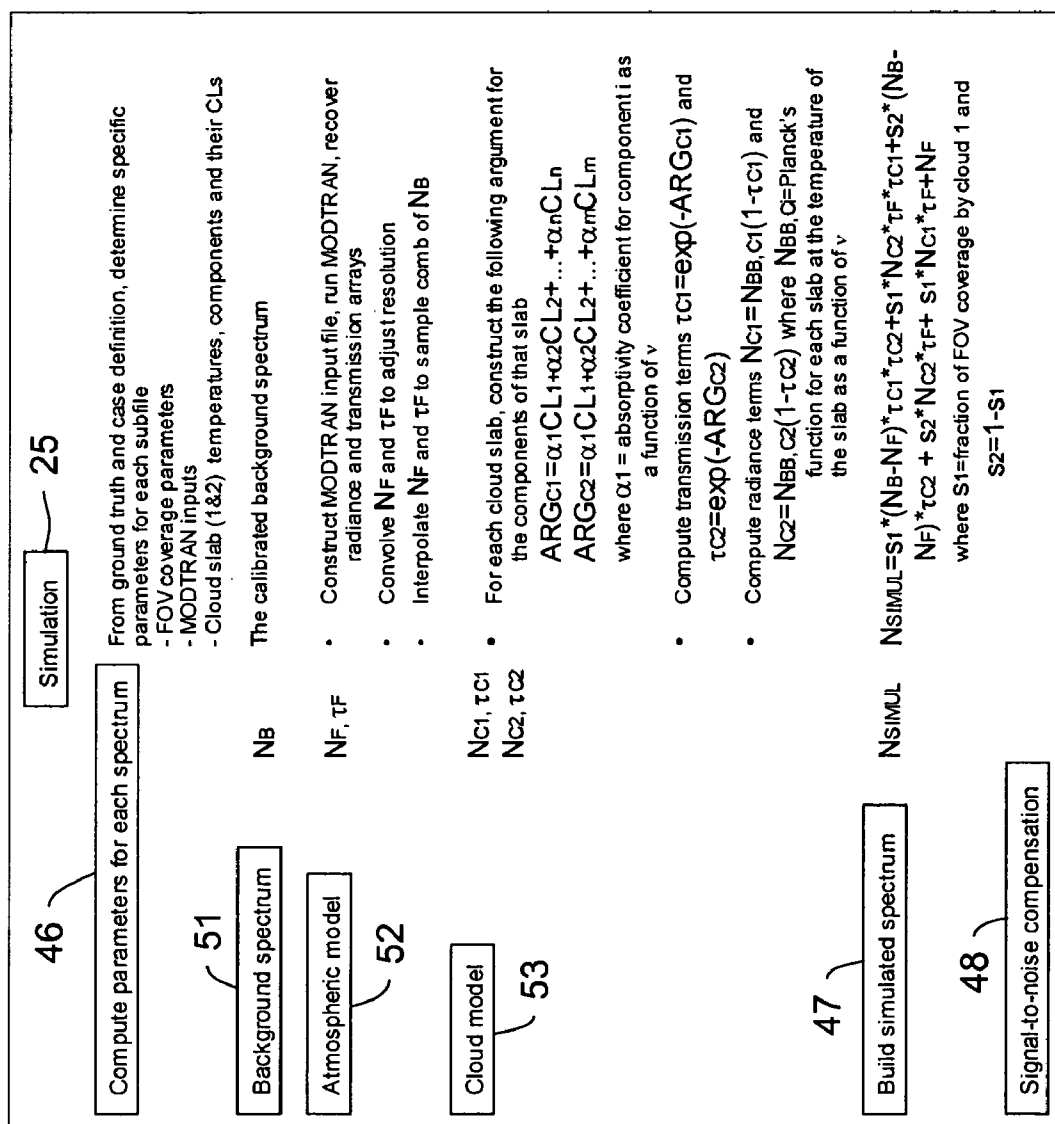 Simulation
25
46
Compute parameters for each spectrum
From ground truth and case definition, determine specific
parameters for each subfile
- FOV coverage parameters
- MODTRAN inputs
- Cloud slab (1&2) temperatures, components and their CLs
51
Background spectrum
NB
The calibrated background spectrum
Atmospheric model
52
NF, τF
• Construct MODTRAN input file, run MODTRAN, recover
radiance and transmission arrays
• Convolve NF and τF to adjust resolution
• Interpolate NF and τF to sample comb of NB
Cloud model
53
NC1, τC1
NC2, τC2
• For each cloud slab, construct the following argument for
the components of that slab
ARGC1=α1CL1+α2CL2+...+αnCLn
ARGC2=α1CL1+α2CL2+...+αmCLm
where α1 = absorptivity coefficient for component i as
a function of ν
• Compute transmission terms τC1=exp(-ARGC1) and
τC2=exp(-ARGC2)
• Compute radiance terms NC1=NBB,C1(1-τC1) and
NC2=NBB,C2(1-τC2) where NBB,Ci=Planck's
function for each slab at the temperature of
the slab as a function of ν
47
Build simulated spectrum
NSIMUL
NSIMUL=S1*(NB-NF)*τC1*τC2+S1*NC2*τF*τC1+S2*(NB-
NF)*τC2 + S2*NC2*τF+ S1*NC1*τF+NF
where S1=fraction of FOV coverage by cloud 1 and
S2=1-S1
48
Signal-to-noise compensation